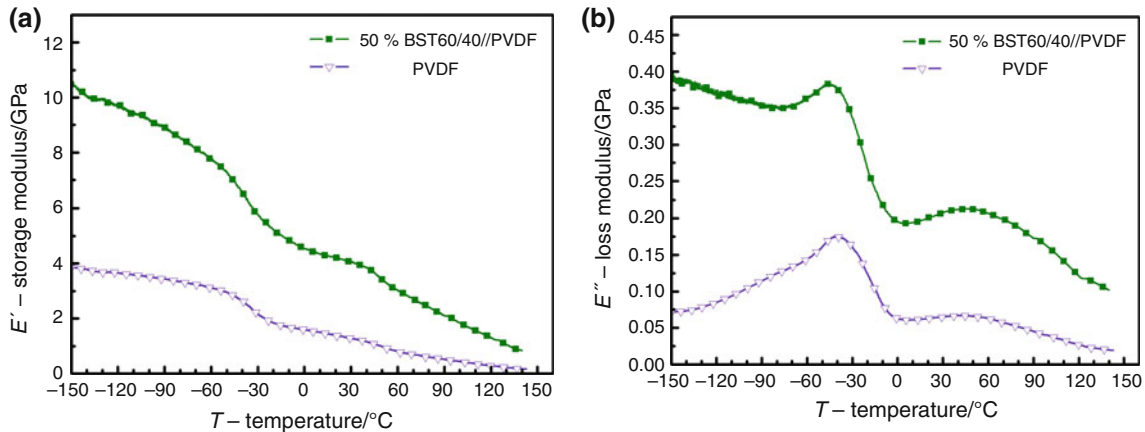 (a)
E′ – storage modulus/GPa
12
10
8
6
4
2
0
50 % BST60/40//PVDF
PVDF
–150 –120 –90 –60 –30 0 30 60 90 120 150
T – temperature/°C
(b)
E″ – loss modulus/GPa
0.45
0.40
0.35
0.30
0.25
0.20
0.15
0.10
0.05
0.00
50 % BST60/40//PVDF
PVDF
–150 –120 –90 –60 –30 0 30 60 90 120 150
T – temperature/°C